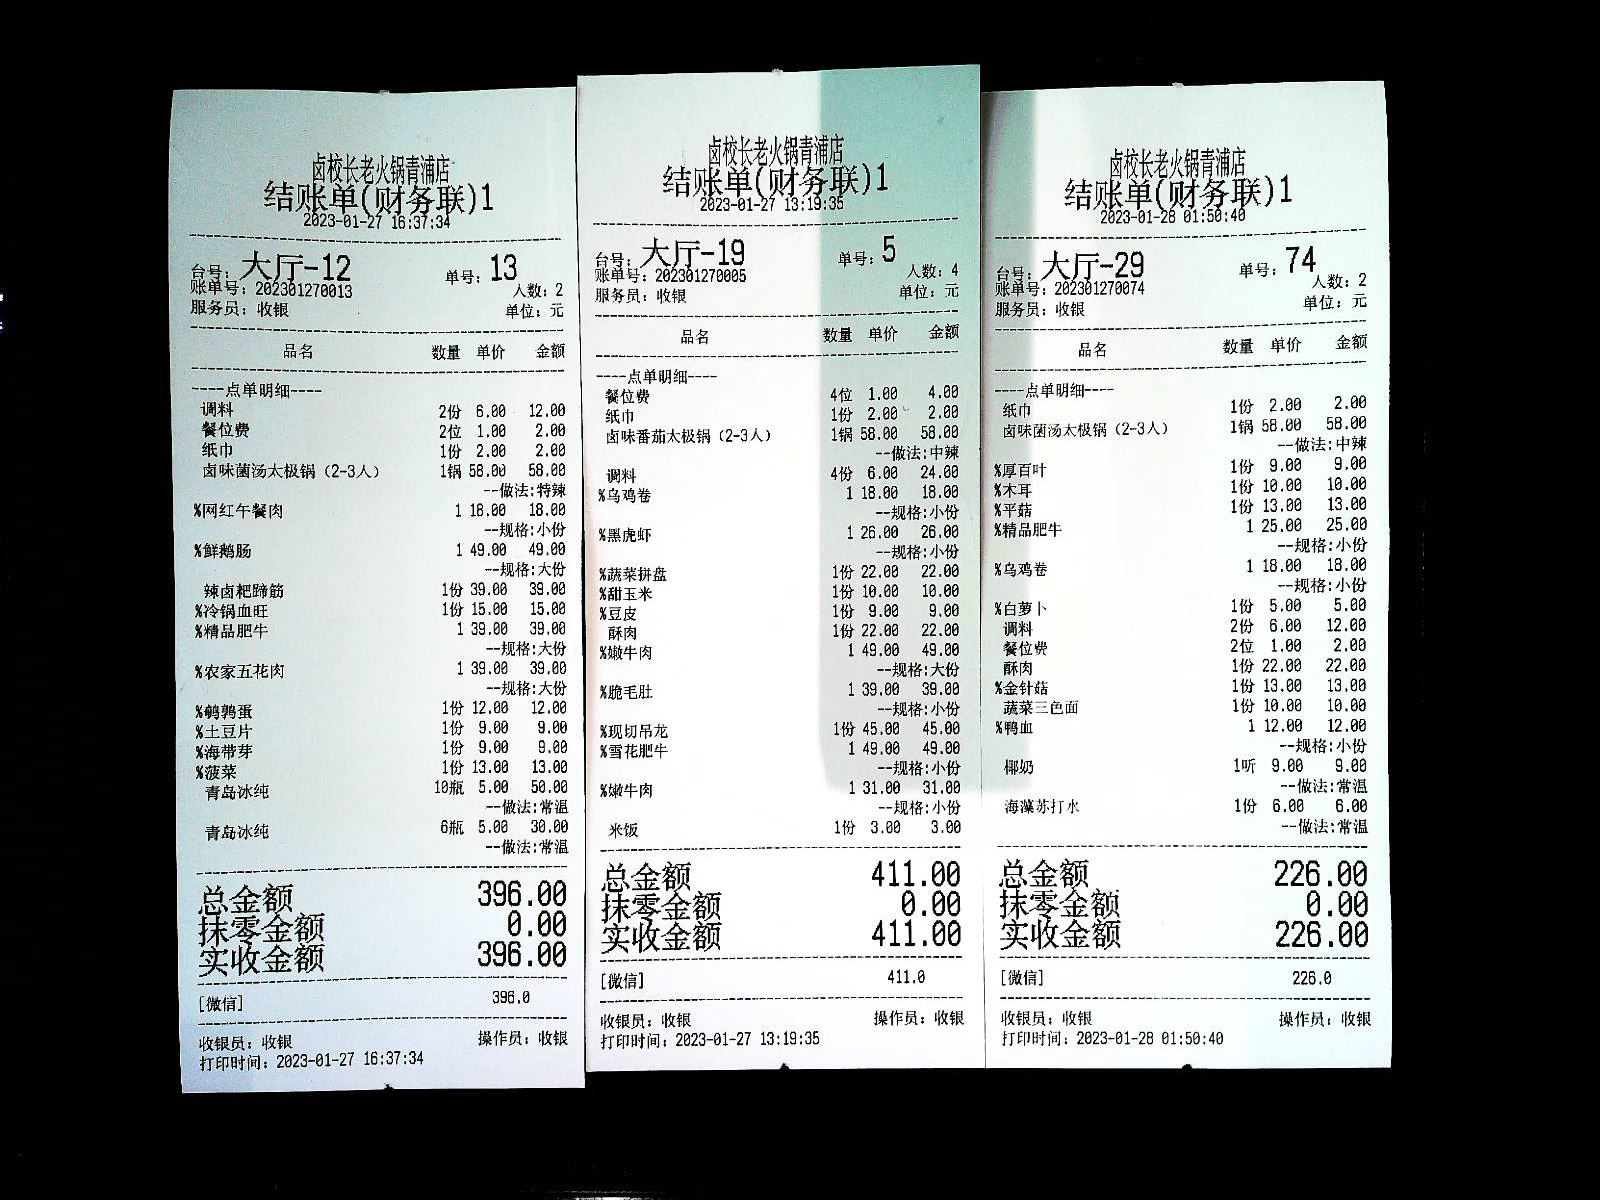 卤校长老火锅青浦店
结账单(财务联)1
2023-01-27 16:37:34
台号: 大厅-12 单号: 13
账单号: 202301270013 人数: 2
服务员: 收银 单位: 元
品名 数量 单价 金额
----点单明细----
调料 2份 6.00 12.00
餐位费 2位 1.00 2.00
纸巾 1份 2.00 2.00
卤味菌汤太极锅（2-3人） 1锅 58.00 58.00
--做法:特辣
%网红午餐肉 1 18.00 18.00
--规格:小份
%鲜鹅肠 1 49.00 49.00
--规格:大份
辣卤粑蹄筋 1份 39.00 39.00
%冷锅血旺 1份 15.00 15.00
%精品肥牛 1 39.00 39.00
--规格:大份
%农家五花肉 1 39.00 39.00
--规格:大份
%鹌鹑蛋 1份 12.00 12.00
%土豆片 1份 9.00 9.00
%海带芽 1份 9.00 9.00
%菠菜 1份 13.00 13.00
青岛冰纯 10瓶 5.00 50.00
--做法:常温
青岛冰纯 6瓶 5.00 30.00
--做法:常温
总金额 396.00
抹零金额 0.00
实收金额 396.00
[微信] 396.0
收银员: 收银 操作员: 收银
打印时间: 2023-01-27 16:37:34
卤校长老火锅青浦店
结账单(财务联)1
2023-01-27 13:19:35
台号: 大厅-19 单号: 5
账单号: 202301270005 人数: 4
服务员: 收银 单位: 元
品名 数量 单价 金额
----点单明细----
餐位费 4位 1.00 4.00
纸巾 1份 2.00 2.00
卤味番茄太极锅（2-3人） 1锅 58.00 58.00
--做法:中辣
调料 4份 6.00 24.00
%乌鸡卷 1 18.00 18.00
--规格:小份
%黑虎虾 1 26.00 26.00
--规格:小份
%蔬菜拼盘 1份 22.00 22.00
%甜玉米 1份 10.00 10.00
%豆皮 1份 9.00 9.00
酥肉 1份 22.00 22.00
%嫩牛肉 1 49.00 49.00
--规格:大份
%脆毛肚 1 39.00 39.00
--规格:小份
%现切吊龙 1份 45.00 45.00
%雪花肥牛 1 49.00 49.00
--规格:小份
%嫩牛肉 1 31.00 31.00
--规格:小份
米饭 1份 3.00 3.00
总金额 411.00
抹零金额 0.00
实收金额 411.00
[微信] 411.0
收银员: 收银 操作员: 收银
打印时间: 2023-01-27 13:19:35
卤校长老火锅青浦店
结账单(财务联)1
2023-01-28 01:50:40
台号: 大厅-29 单号: 74
账单号: 202301270074 人数: 2
服务员: 收银 单位: 元
品名 数量 单价 金额
----点单明细----
纸巾 1份 2.00 2.00
卤味菌汤太极锅（2-3人） 1锅 58.00 58.00
--做法:中辣
%厚百叶 1份 9.00 9.00
%木耳 1份 10.00 10.00
%平菇 1份 13.00 13.00
%精品肥牛 1 25.00 25.00
--规格:小份
%乌鸡卷 1 18.00 18.00
--规格:小份
%白萝卜 1份 5.00 5.00
调料 2份 6.00 12.00
餐位费 2位 1.00 2.00
酥肉 1份 22.00 22.00
%金针菇 1份 13.00 13.00
蔬菜三色面 1份 10.00 10.00
%鸭血 1 12.00 12.00
--规格:小份
椰奶 1听 9.00 9.00
--做法:常温
海藻苏打水 1份 6.00 6.00
--做法:常温
总金额 226.00
抹零金额 0.00
实收金额 226.00
[微信] 226.0
收银员: 收银 操作员: 收银
打印时间: 2023-01-28 01:50:40